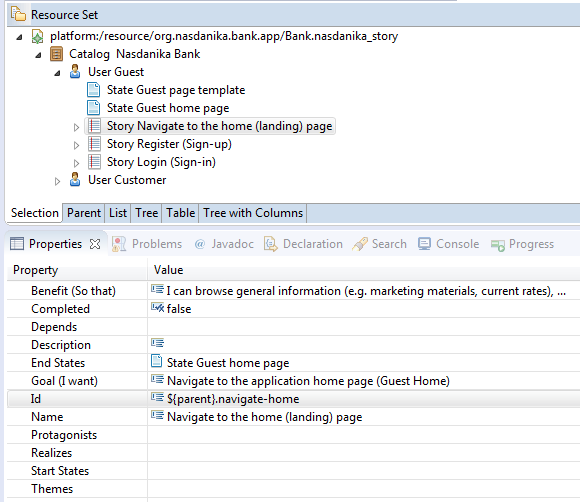 Resource Set
platform:/resource/org.nasdanika.bank.app/Bank.nasdanika_story
Catalog Nasdanika Bank
User Guest
State Guest page template
State Guest home page
Story Navigate to the home (landing) page
Story Register (Sign-up)
Story Login (Sign-in)
User Customer
Selection Parent List Tree Table Tree with Columns
Properties Problems @ Javadoc Declaration Search Console Progress
Property Value
Benefit (So that) I can browse general information (e.g. marketing materials, current rates), ...
Completed false
Depends
Description
End States State Guest home page
Goal (I want) Navigate to the application home page (Guest Home)
Id ${parent}.navigate-home
Name Navigate to the home (landing) page
Protagonists
Realizes
Start States
Themes